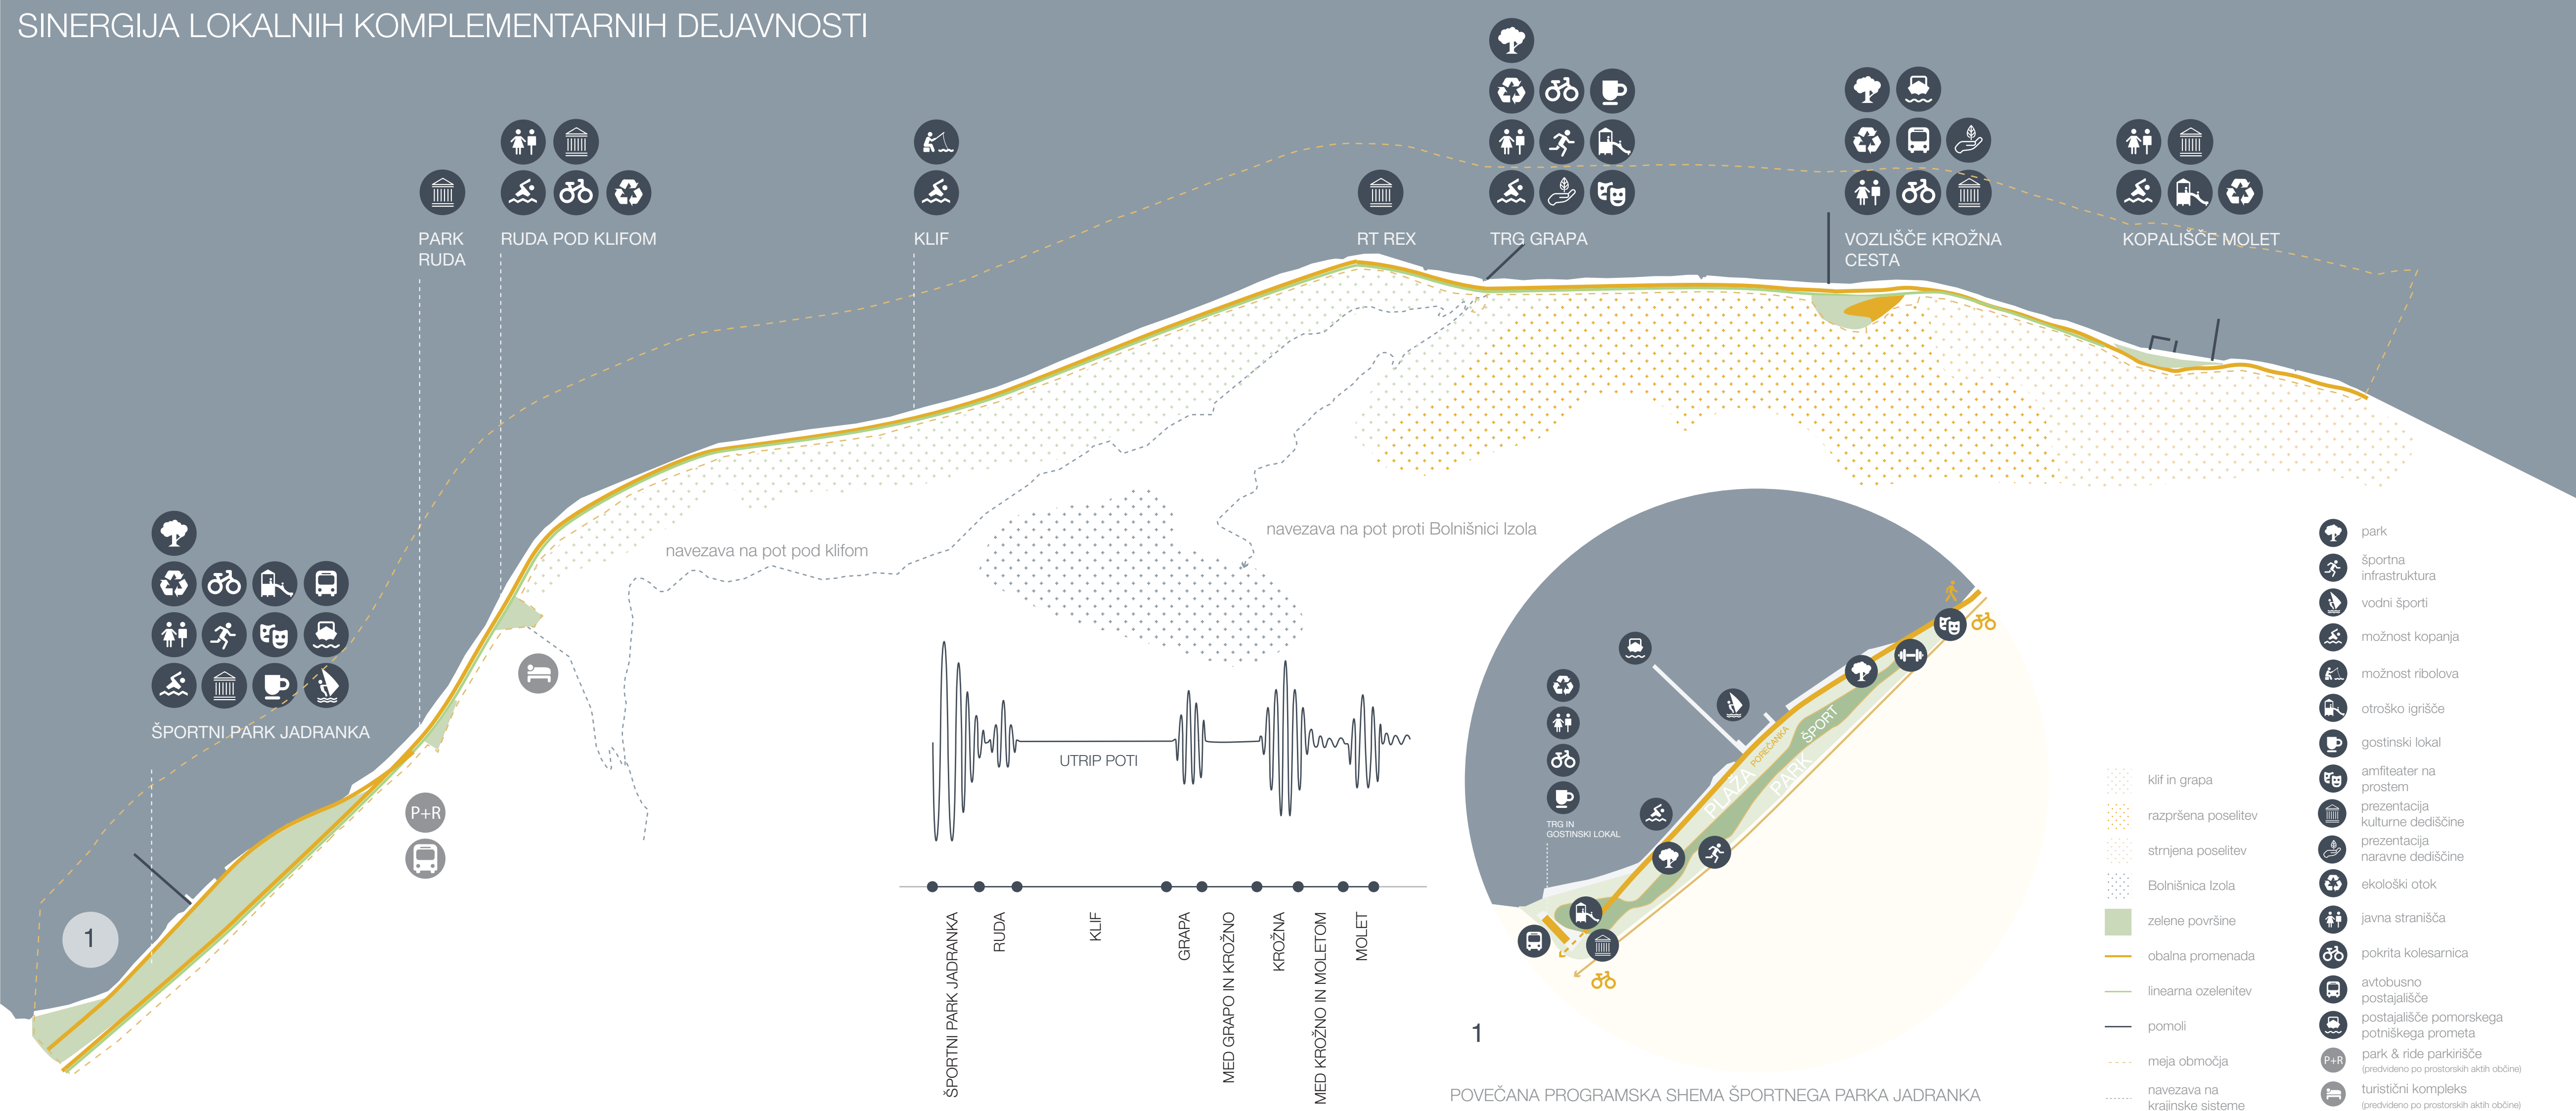 SINERGIJA LOKALNIH KOMPLEMENTARNIH DEJAVNOSTI
PARK
RUDA
RUDA POD KLIFOM
KLIF
RT REX
TRG GRAPA
VOZLIŠČE KROŽNA
CESTA
KOPALIŠČE MOLET
ŠPORTNI PARK JADRANKA
navezava na pot pod klifom
navezava na pot proti Bolnišnici Izola
P+R
1
UTRIP POTI
ŠPORTNI PARK JADRANKA
RUDA
KLIF
GRAPA
MED GRAPO IN KROŽNO
KROŽNA
MED KROŽNO IN MOLETOM
MOLET
TRG IN
GOSTINSKI LOKAL
PLAŽA
POREČANKA
PARK
ŠPORT
1
POVEČANA PROGRAMSKA SHEMA ŠPORTNEGA PARKA JADRANKA
klif in grapa
razpršena poselitev
strnjena poselitev
Bolnišnica Izola
zelene površine
obalna promenada
linearna ozelenitev
pomoli
meja območja
navezava na
krajinske sisteme
park
športna
infrastruktura
vodni športi
možnost kopanja
možnost ribolova
otroško igrišče
gostinski lokal
amfiteater na
prostem
prezentacija
kulturne dediščine
prezentacija
naravne dediščine
ekološki otok
javna stranišča
pokrita kolesarnica
avtobusno
postajališče
postajališče pomorskega
potniškega prometa
P+R
park & ride parkirišče
(predvideno po prostorskih aktih občine)
turistični kompleks
(predvideno po prostorskih aktih občine)